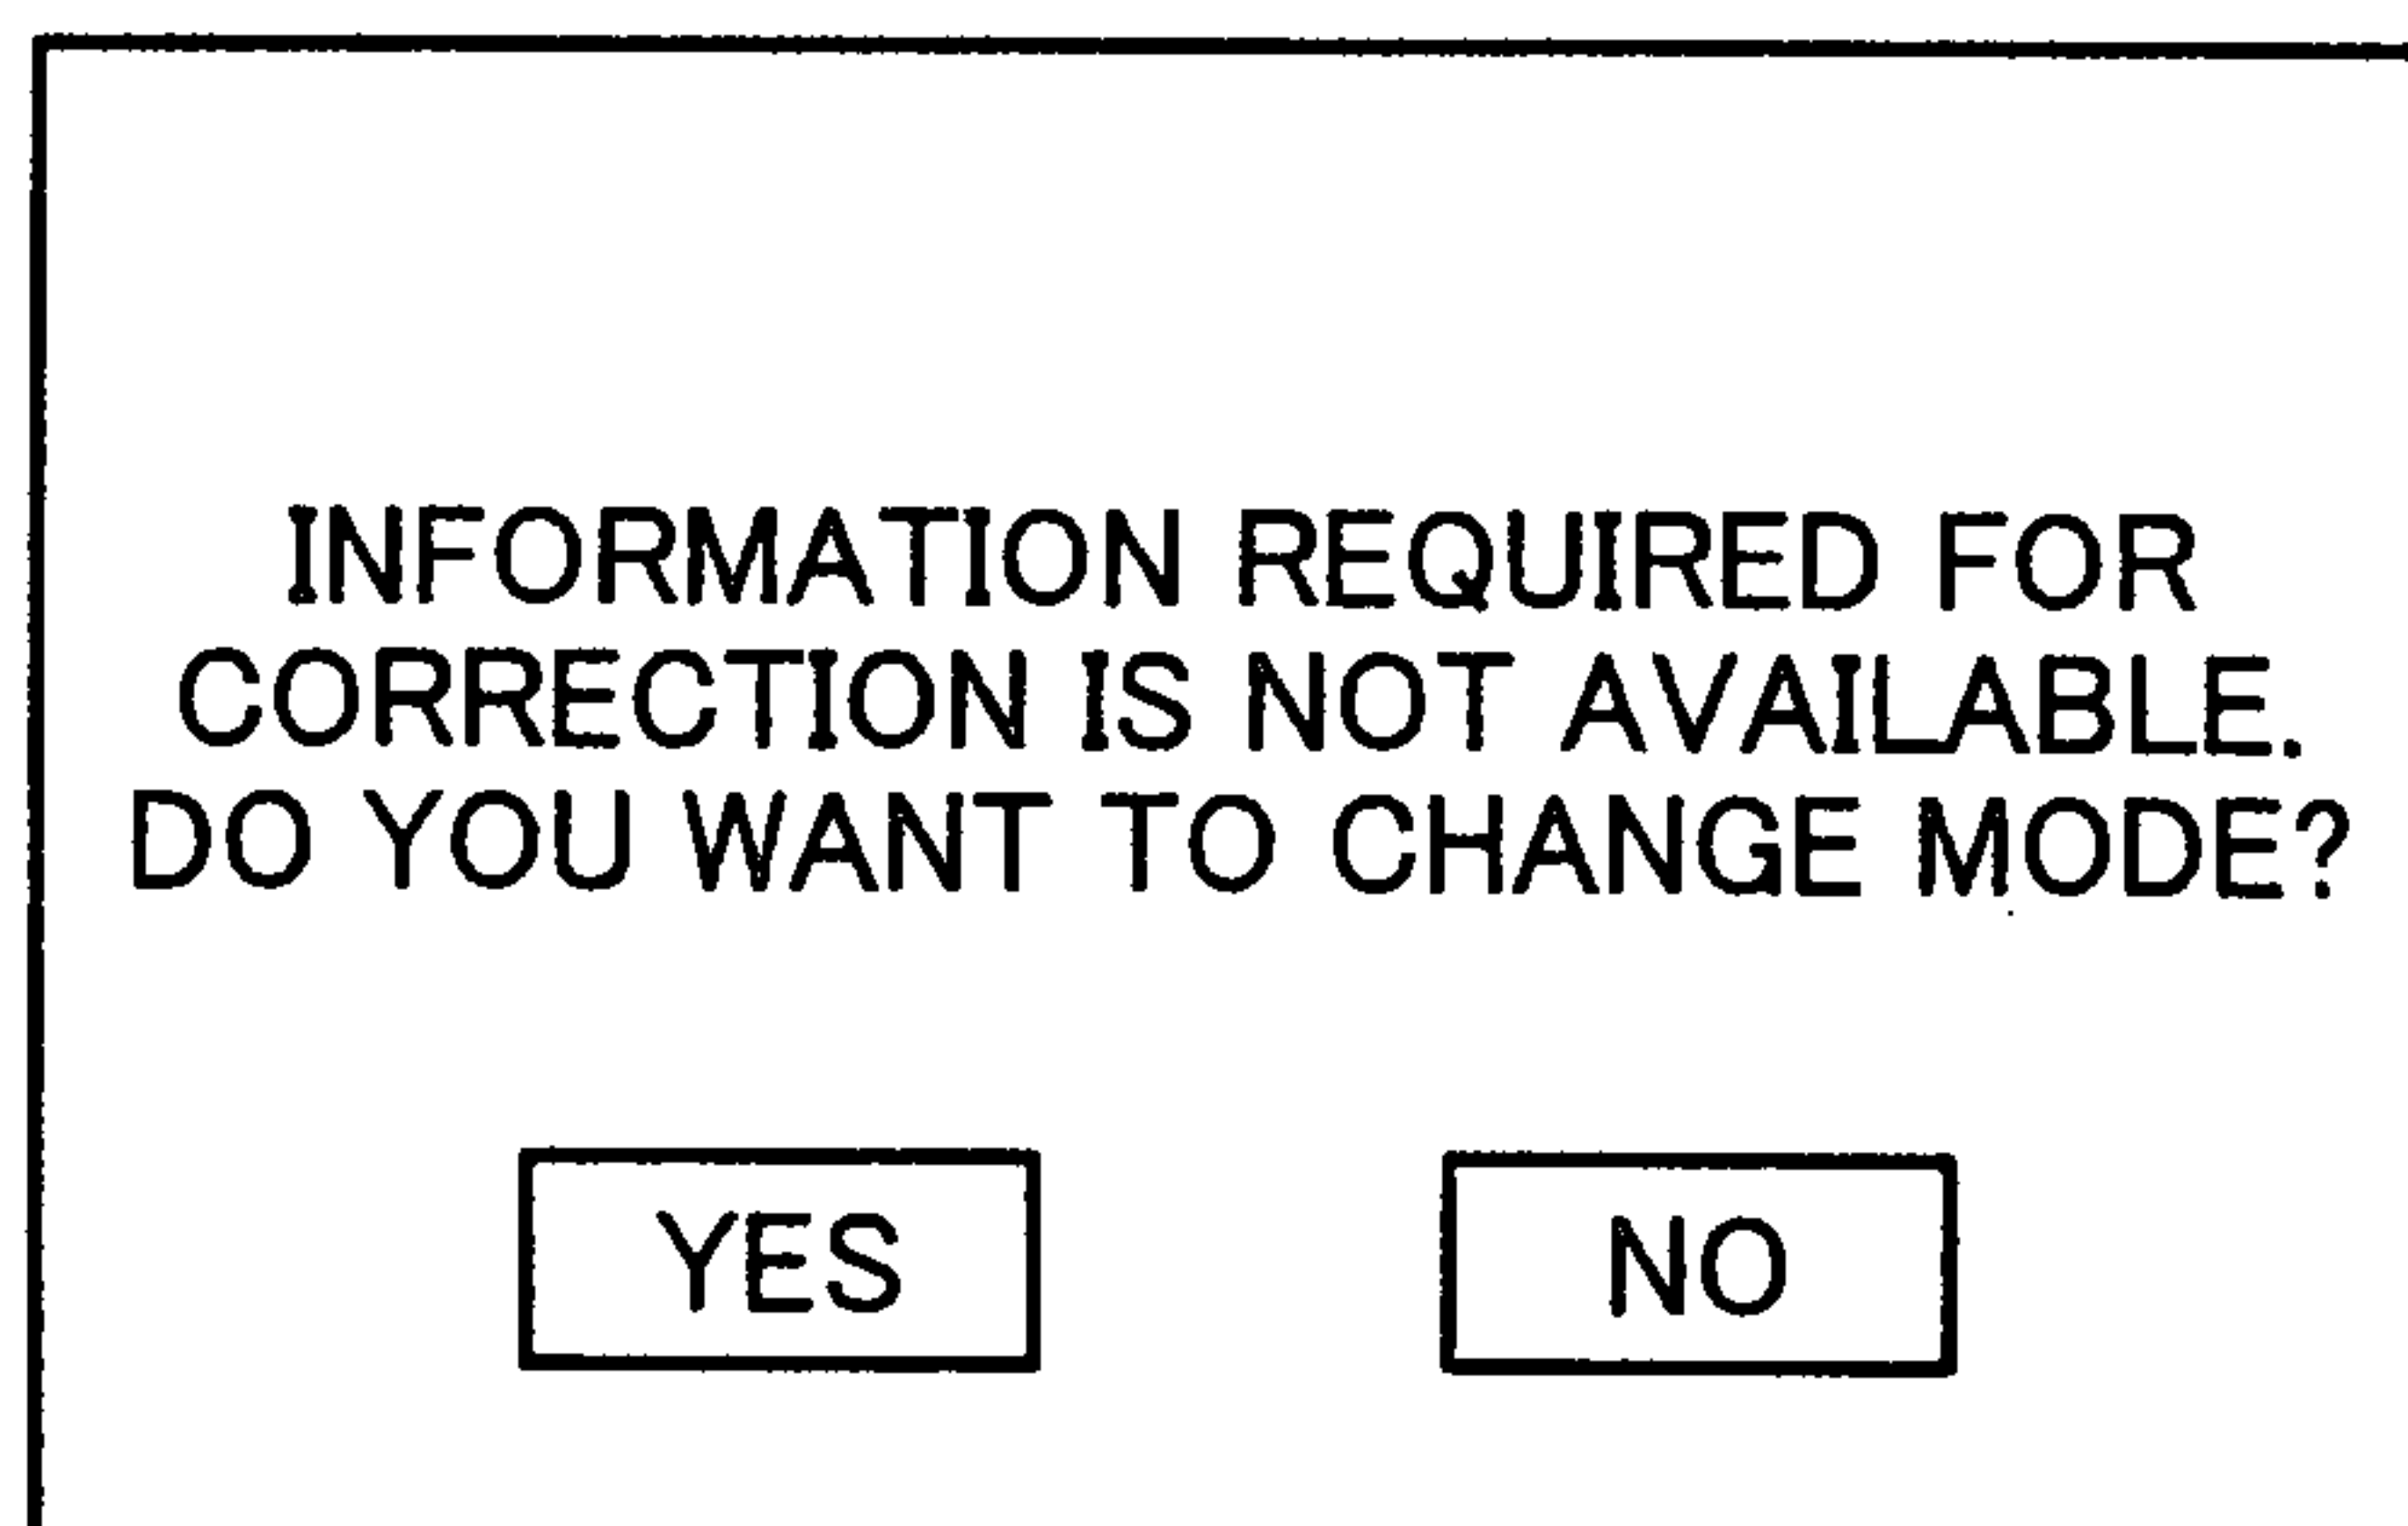 INFORMATION REQUIRED FOR
CORRECTION IS NOT AVAILABLE.
DO YOU WANT TO CHANGE MODE?
YES
NO